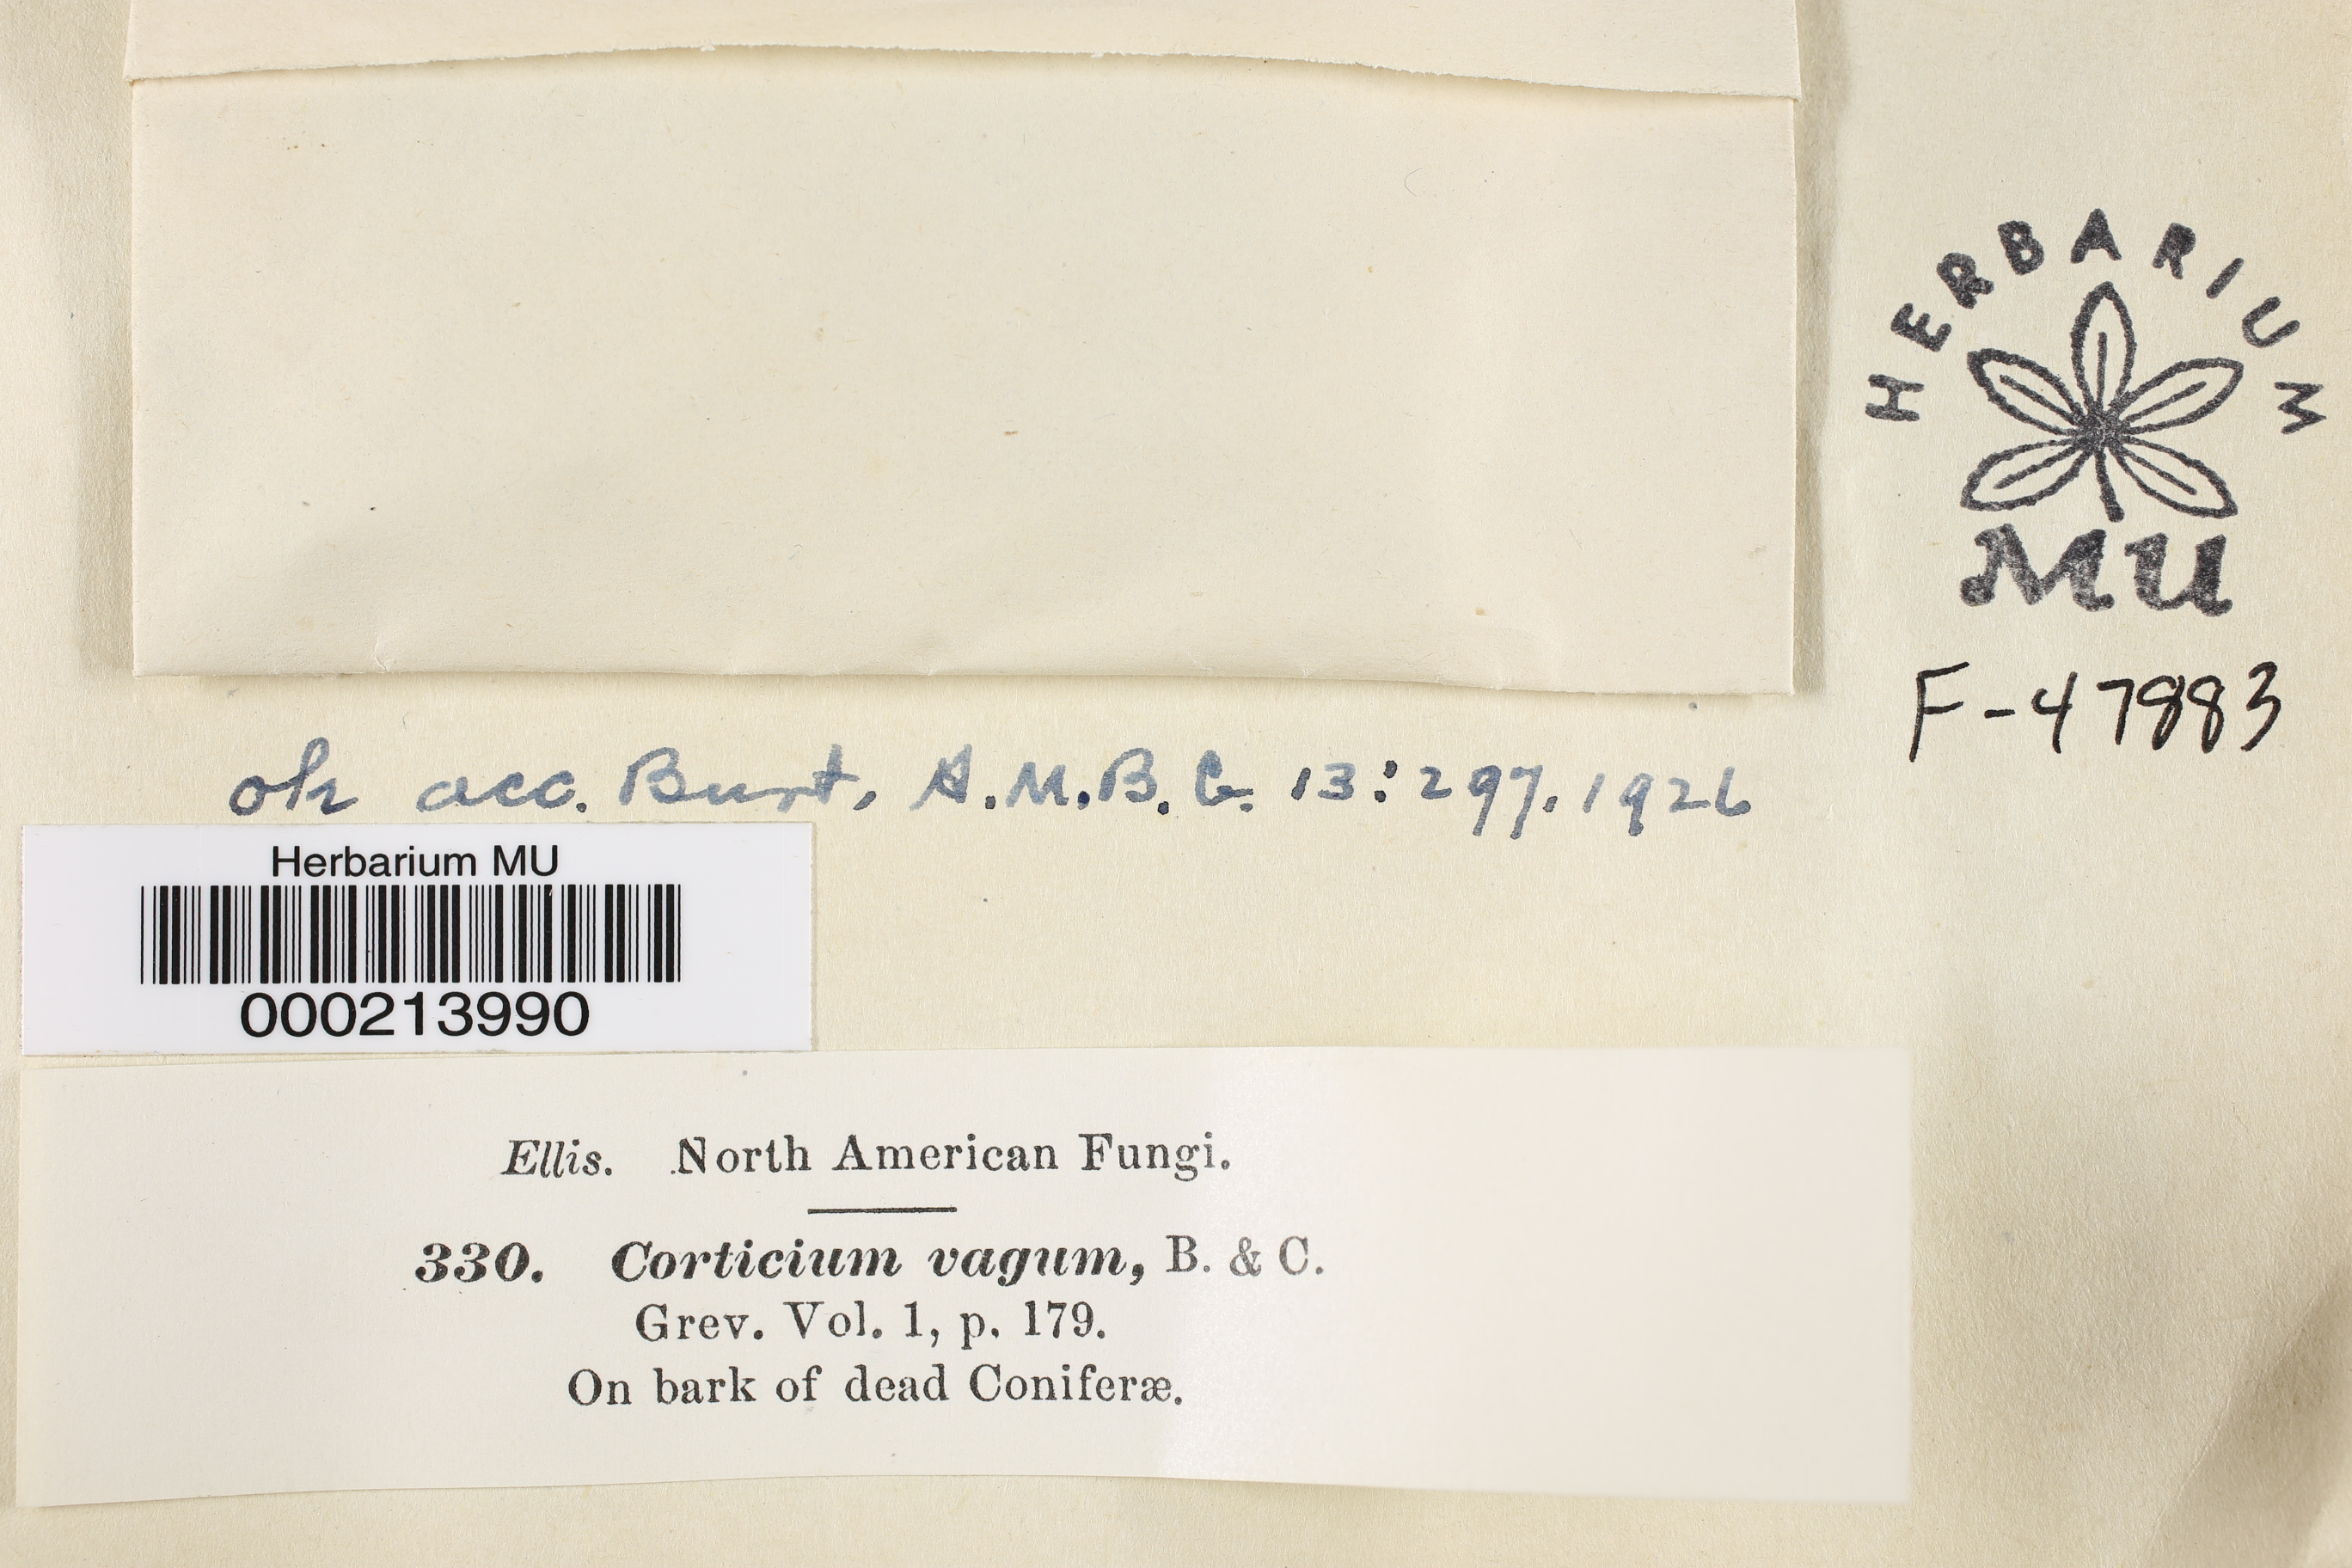 HERBARIUM
MU
F-47883
ok acc. Burt, A.M.B.G. 13:297. 1926
Herbarium MU
000213990
Ellis. North American Fungi.
330. Corticium vagum, B. & C.
Grev. Vol. 1, p. 179.
On bark of dead Coniferæ.